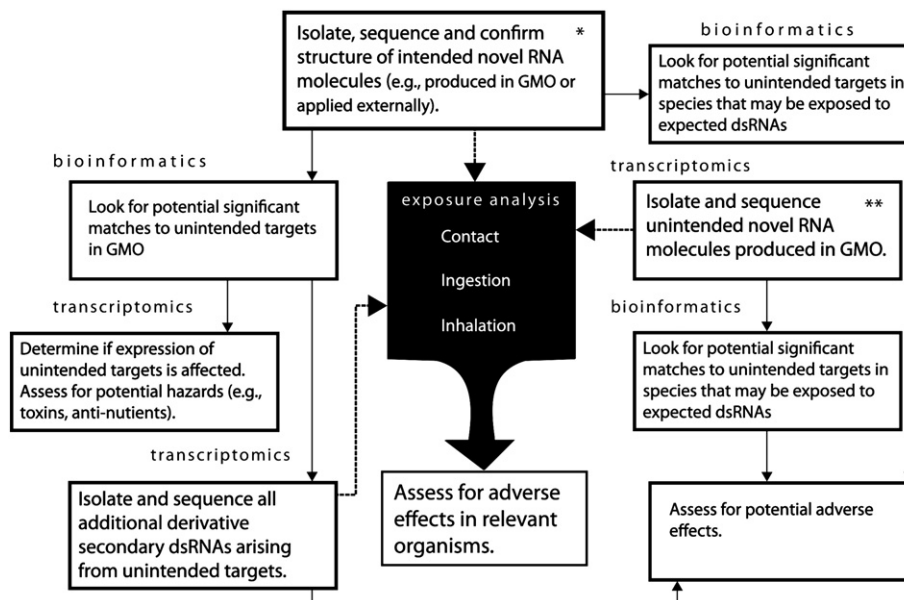 Isolate, sequence and confirm *
structure of intended novel RNA
molecules (e.g., produced in GMO or
applied externally).
bioinformatics
Look for potential significant
matches to unintended targets in
species that may be exposed to
expected dsRNAs
bioinformatics
Look for potential significant
matches to unintended targets
in GMO
transcriptomics
Determine if expression of
unintended targets is affected.
Assess for potential hazards (e.g.,
toxins, anti-nutients).
transcriptomics
Isolate and sequence all
additional derivative
secondary dsRNAs arising
from unintended targets.
exposure analysis
Contact
Ingestion
Inhalation
Assess for adverse
effects in relevant
organisms.
transcriptomics
Isolate and sequence **
unintended novel RNA
molecules produced in GMO.
bioinformatics
Look for potential significant
matches to unintended targets in
species that may be exposed to
expected dsRNAs
Assess for potential adverse
effects.